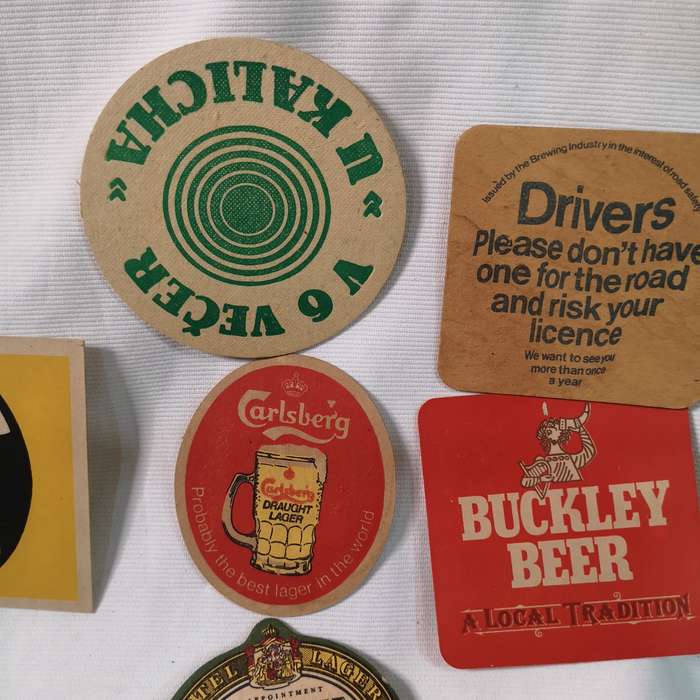 U KALICHA
V 6 VEČER
Issued by the Brewing Industry in the interest of road safety
Drivers
Please don't have
one for the road
and risk your
licence
We want to see you
more than once
a year
Carlsberg
Carlsberg
DRAUGHT
LAGER
Probably the best lager in the world
BUCKLEY
BEER
A LOCAL TRADITION
LAGER
APPOINTMENT